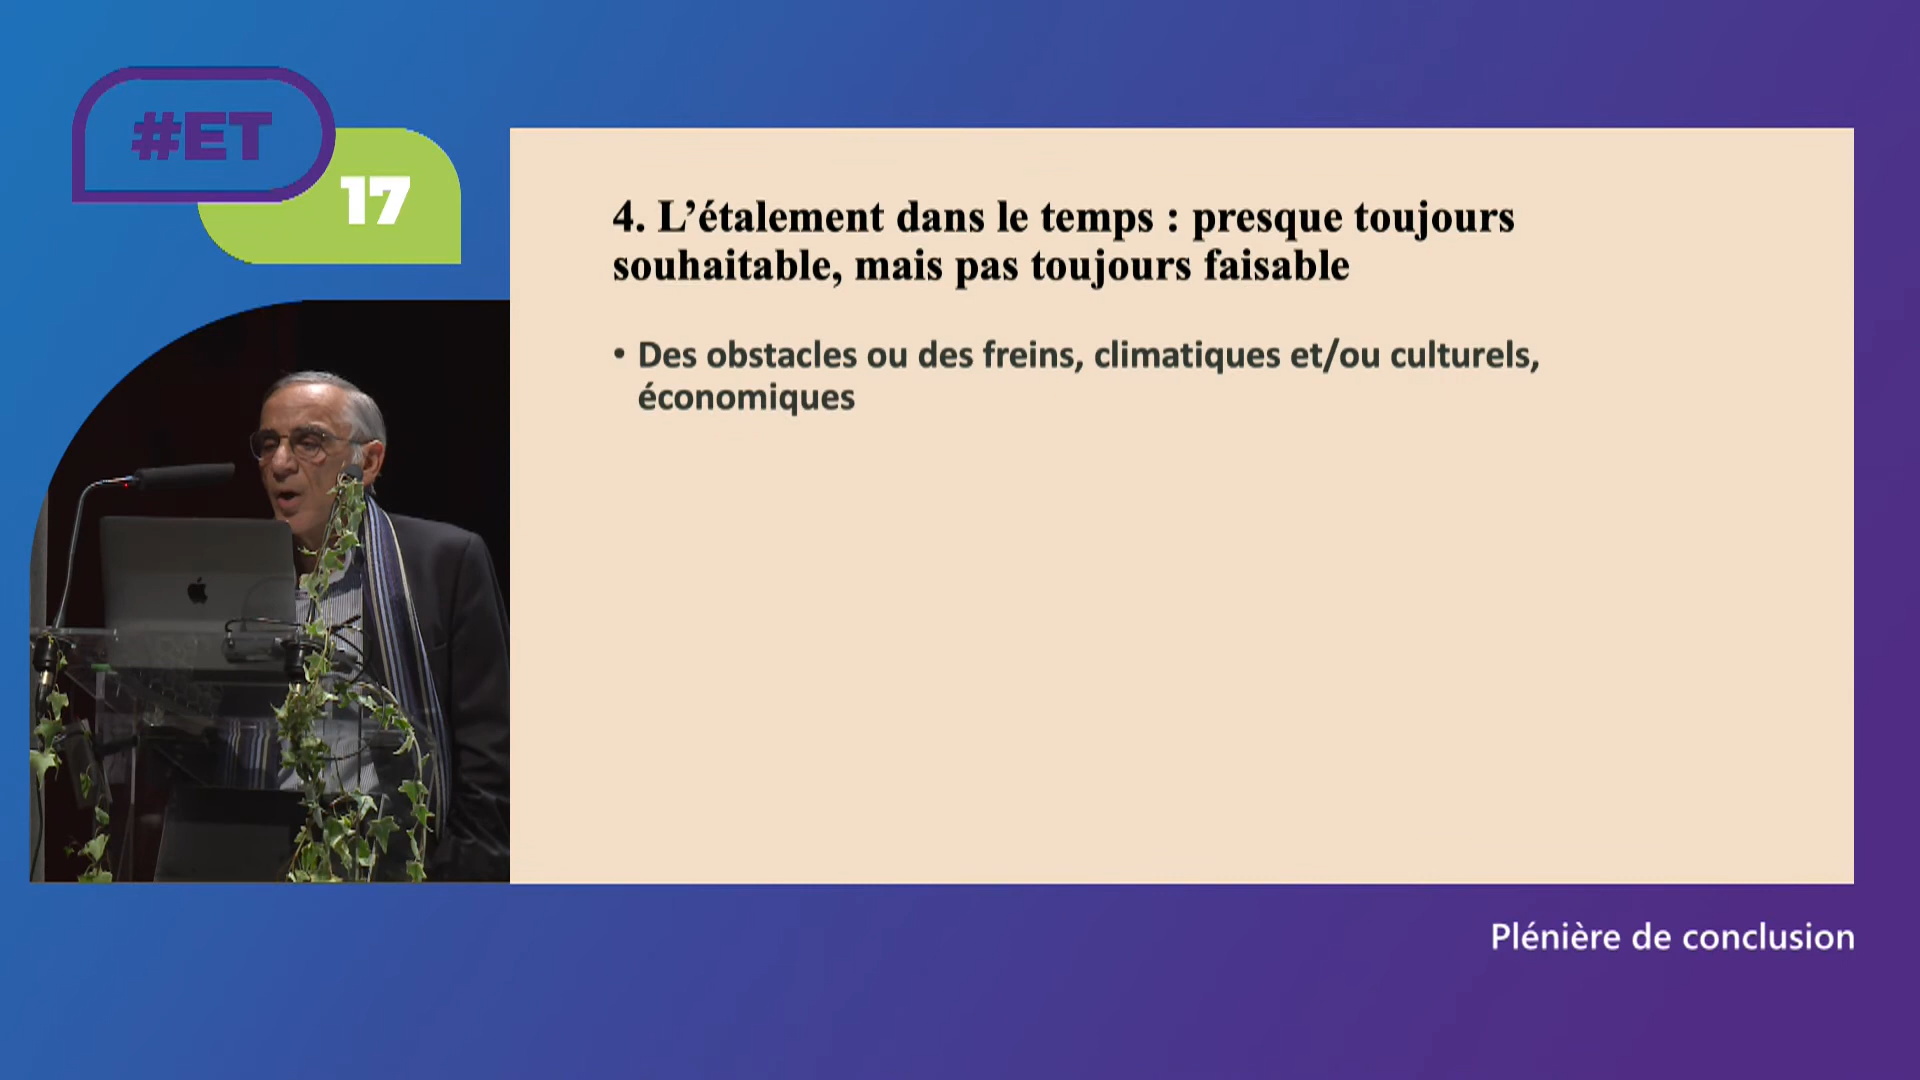 #ET
17
4. L’étalement dans le temps : presque toujours
souhaitable, mais pas toujours faisable
• Des obstacles ou des freins, climatiques et/ou culturels,
économiques
Plénière de conclusion